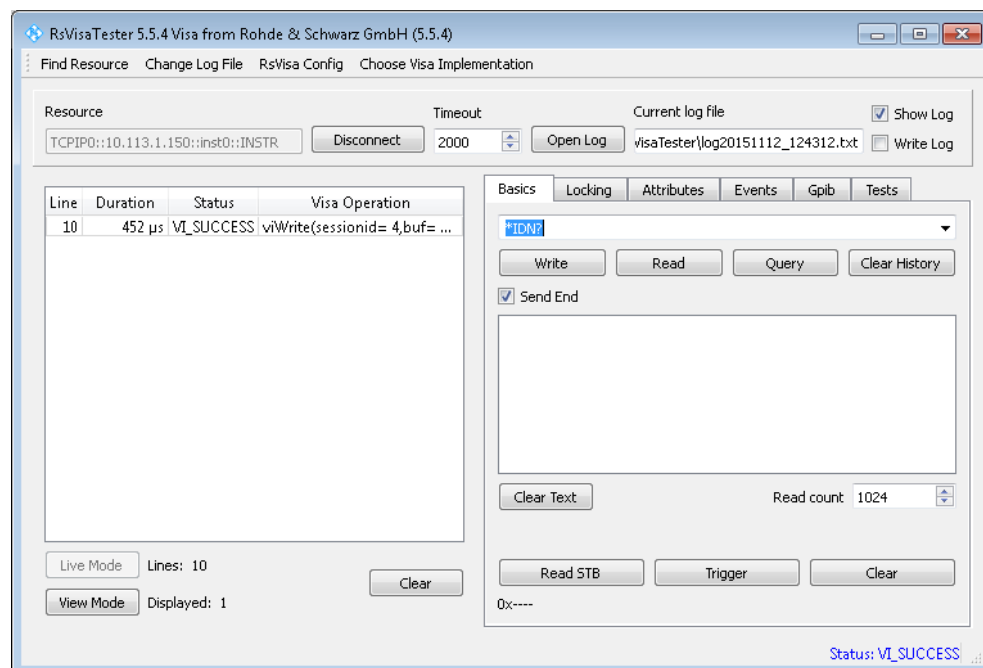 RsVisaTester 5.5.4 Visa from Rohde & Schwarz GmbH (5.5.4)
Find Resource Change Log File RsVisa Config Choose Visa Implementation
Resource Timeout Current log file Show Log
TCPIP0::10.113.1.150::inst0::INSTR Disconnect 2000 Open Log visaTester\log20151112_124312.txt Write Log
Basics Locking Attributes Events Gpib Tests
Line Duration Status Visa Operation
10 452 µs VI_SUCCESS viWrite(sessionid= 4,buf= ...
*IDN?
Write Read Query Clear History
Send End
Clear Text Read count 1024
Live Mode Lines: 10
View Mode Displayed: 1 Clear
Read STB Trigger Clear
0x----
Status: VI_SUCCESS